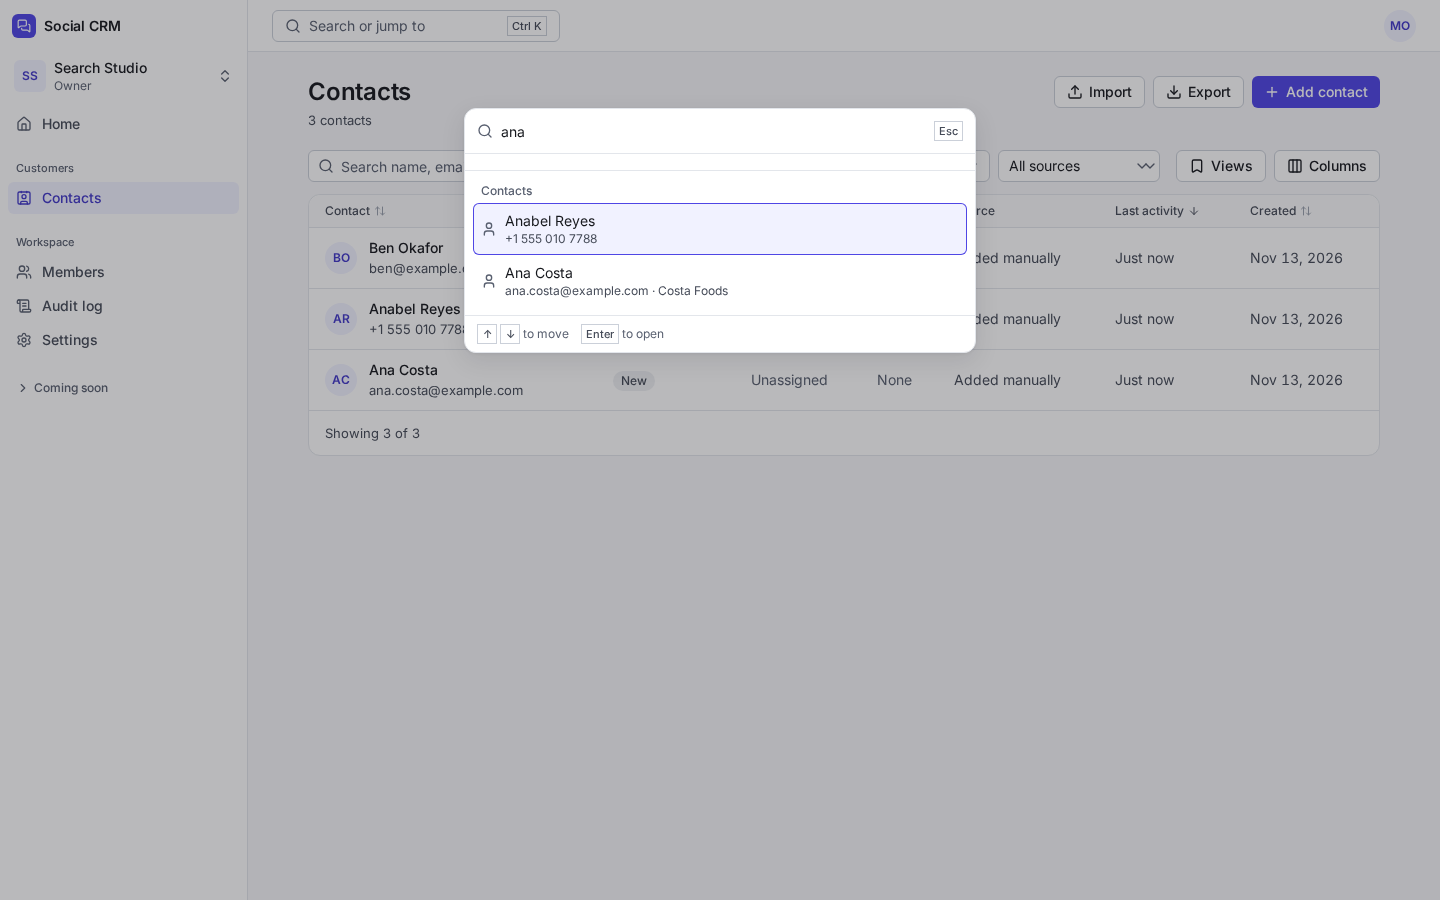 Social CRM
Search or jump to
Ctrl K
MO
SS
Search Studio
Owner
Home
Customers
Contacts
Workspace
Members
Audit log
Settings
Coming soon
Contacts
3 contacts
Import
Export
Add contact
Search name, ema
All sources
Views
Columns
ana
Esc
Contacts
Anabel Reyes
+1 555 010 7788
Ana Costa
ana.costa@example.com · Costa Foods
↑ ↓ to move Enter to open
Contact
Last activity
Created
BO
Ben Okafor
ben@example.
Just now
Nov 13, 2026
manually
AR
Anabel Reyes
+1 555 010 778
manually
Just now
Nov 13, 2026
AC
Ana Costa
ana.costa@example.com
New
Unassigned
None
Added manually
Just now
Nov 13, 2026
Showing 3 of 3